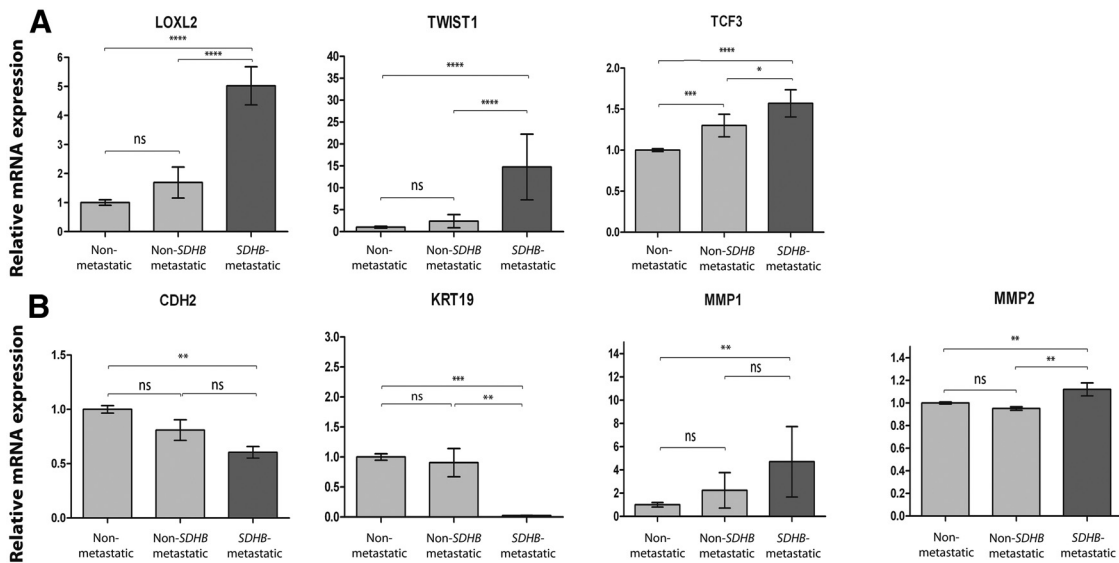 A
LOXL2
TWIST1
TCF3
Relative mRNA expression
****
****
ns
6
5
4
3
2
1
0
Non-
metastatic
Non-SDHB
metastatic
SDHB-
metastatic
****
****
ns
40
35
30
25
20
15
10
5
0
Non-
metastatic
Non-SDHB
metastatic
SDHB-
metastatic
****
*
***
2.0
1.5
1.0
0.5
0.0
Non-
metastatic
Non-SDHB
metastatic
SDHB-
metastatic
B
CDH2
KRT19
MMP1
MMP2
Relative mRNA expression
**
ns
ns
1.5
1.0
0.5
0.0
Non-
metastatic
Non-SDHB
metastatic
SDHB-
metastatic
***
ns
**
3.0
2.5
2.0
1.5
1.0
0.5
0.0
Non-
metastatic
Non-SDHB
metastatic
SDHB-
metastatic
**
ns
ns
14
12
10
8
6
4
2
0
Non-
metastatic
Non-SDHB
metastatic
SDHB-
metastatic
**
**
ns
1.4
1.2
1.0
0.8
0.6
0.4
0.2
0.0
Non-
metastatic
Non-SDHB
metastatic
SDHB-
metastatic